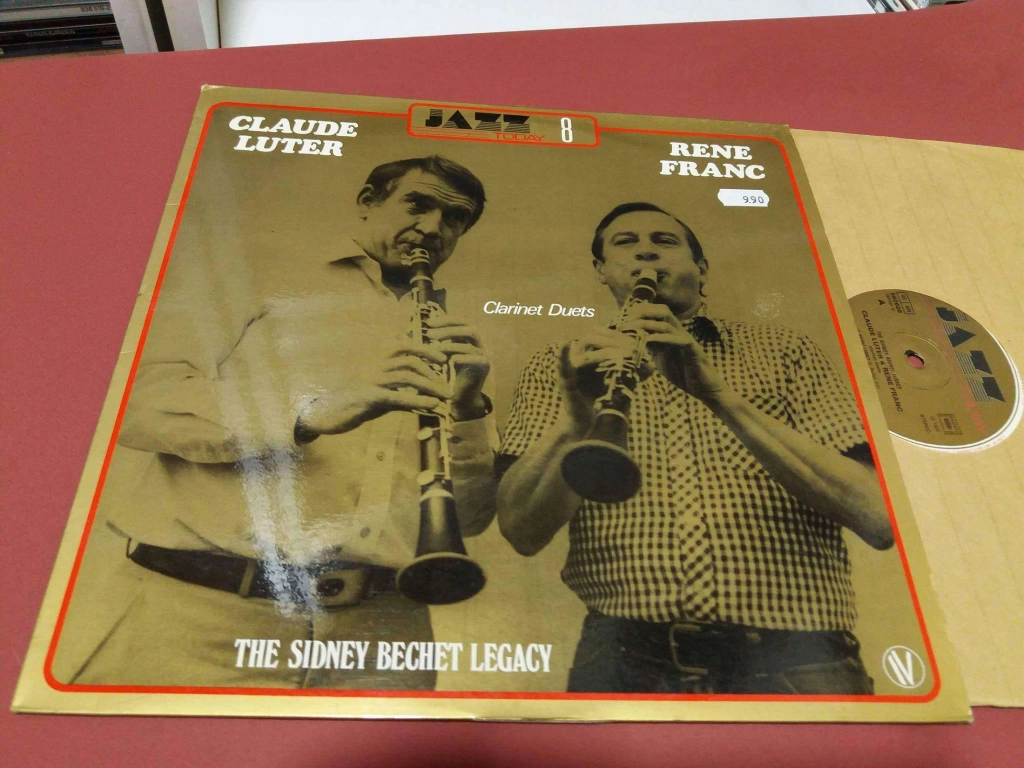 CLAUDE
LUTER
JAZZ
TODAY 8
RENE
FRANC
9.90
Clarinet Duets
THE SIDNEY BECHET LEGACY
JAZZ
A
CLAUDE LUTER RENE FRANC